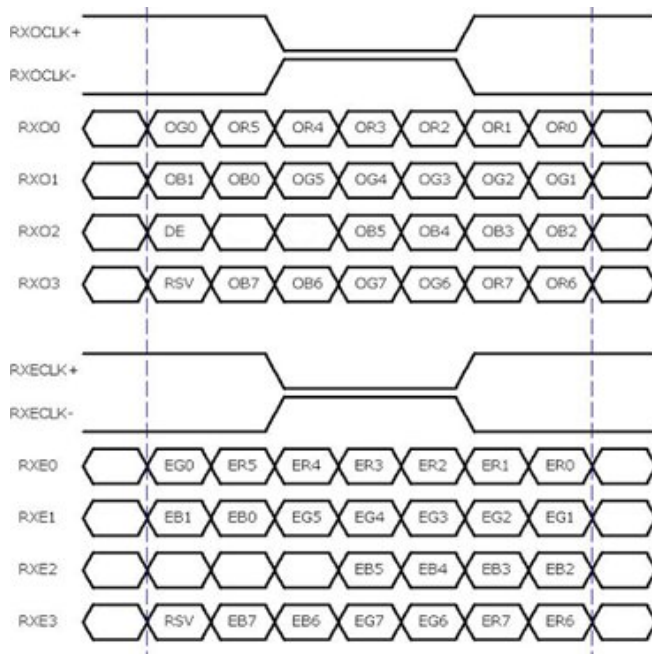 RXOCLK+
RXOCLK-
RXO0 OG0 OR5 OR4 OR3 OR2 OR1 OR0
RXO1 OB1 OB0 OG5 OG4 OG3 OG2 OG1
RXO2 DE OB5 OB4 OB3 OB2
RXO3 RSV OB7 OB6 OG7 OG6 OR7 OR6
RXECLK+
RXECLK-
RXE0 EG0 ER5 ER4 ER3 ER2 ER1 ER0
RXE1 EB1 EB0 EG5 EG4 EG3 EG2 EG1
RXE2 EB5 EB4 EB3 EB2
RXE3 RSV EB7 EB6 EG7 EG6 ER7 ER6